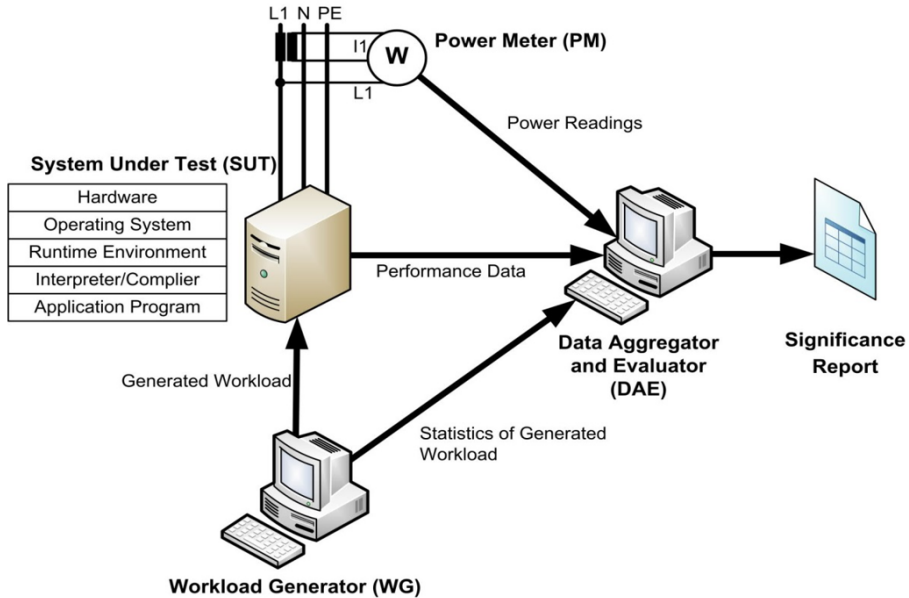 L1 N PE
I1
W
Power Meter (PM)
L1
Power Readings
System Under Test (SUT)
Hardware
Operating System
Runtime Environment
Interpreter/Complier
Application Program
Performance Data
Data Aggregator
and Evaluator
(DAE)
Significance
Report
Generated Workload
Statistics of Generated
Workload
Workload Generator (WG)